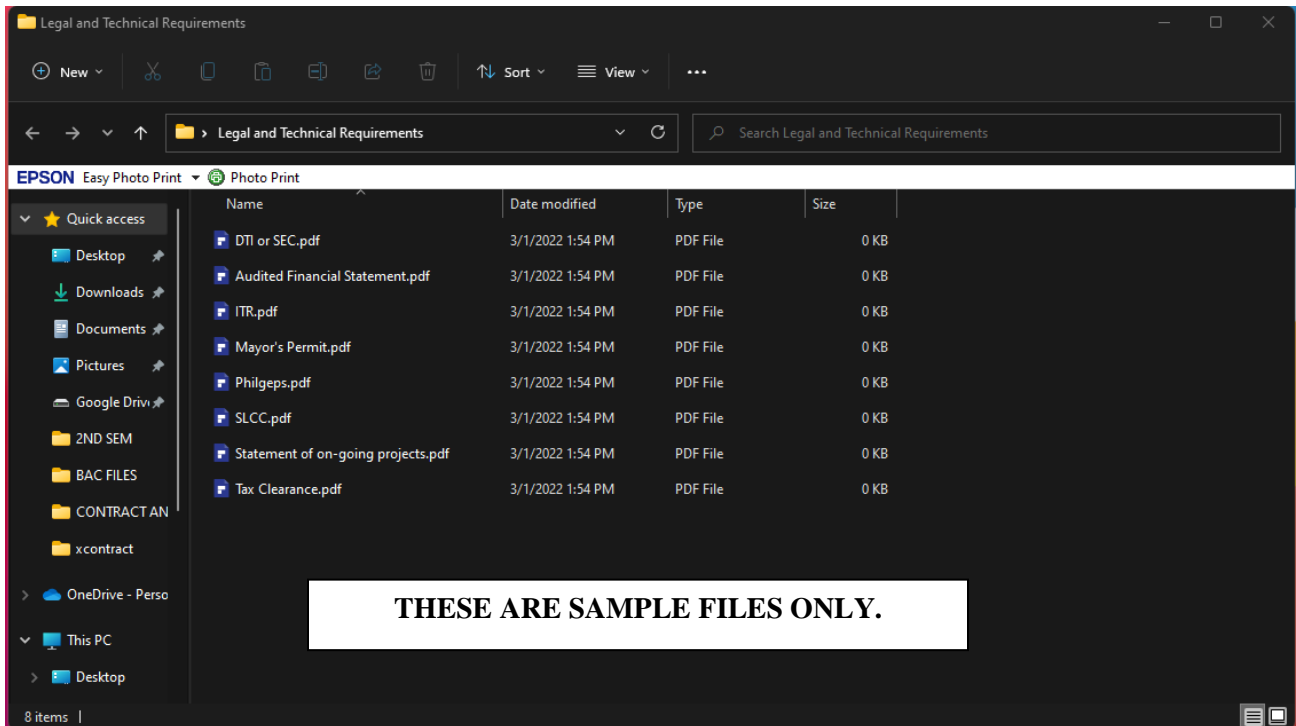 Legal and Technical Requirements
New Sort View
Legal and Technical Requirements Search Legal and Technical Requirements
EPSON Easy Photo Print Photo Print
Name Date modified Type Size
Quick access
Desktop
Downloads
Documents
Pictures
Google Driv
2ND SEM
BAC FILES
CONTRACT AN
xcontract
OneDrive - Perso
This PC
Desktop
DTI or SEC.pdf 3/1/2022 1:54 PM PDF File 0 KB
Audited Financial Statement.pdf 3/1/2022 1:54 PM PDF File 0 KB
ITR.pdf 3/1/2022 1:54 PM PDF File 0 KB
Mayor's Permit.pdf 3/1/2022 1:54 PM PDF File 0 KB
Philgeps.pdf 3/1/2022 1:54 PM PDF File 0 KB
SLCC.pdf 3/1/2022 1:54 PM PDF File 0 KB
Statement of on-going projects.pdf 3/1/2022 1:54 PM PDF File 0 KB
Tax Clearance.pdf 3/1/2022 1:54 PM PDF File 0 KB
THESE ARE SAMPLE FILES ONLY.
8 items